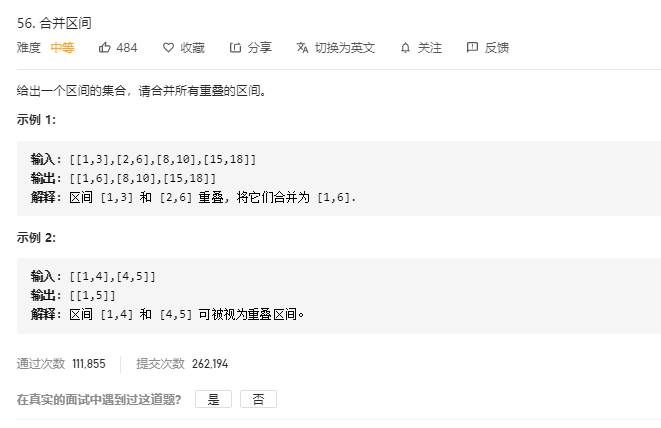 56. 合并区间
难度 中等 484 收藏 分享 切换为英文 关注 反馈
给出一个区间的集合，请合并所有重叠的区间。
示例 1:
输入: [[1,3],[2,6],[8,10],[15,18]]
输出: [[1,6],[8,10],[15,18]]
解释: 区间 [1,3] 和 [2,6] 重叠, 将它们合并为 [1,6].
示例 2:
输入: [[1,4],[4,5]]
输出: [[1,5]]
解释: 区间 [1,4] 和 [4,5] 可被视为重叠区间。
通过次数 111,855 提交次数 262,194
在真实的面试中遇到过这道题? 是 否